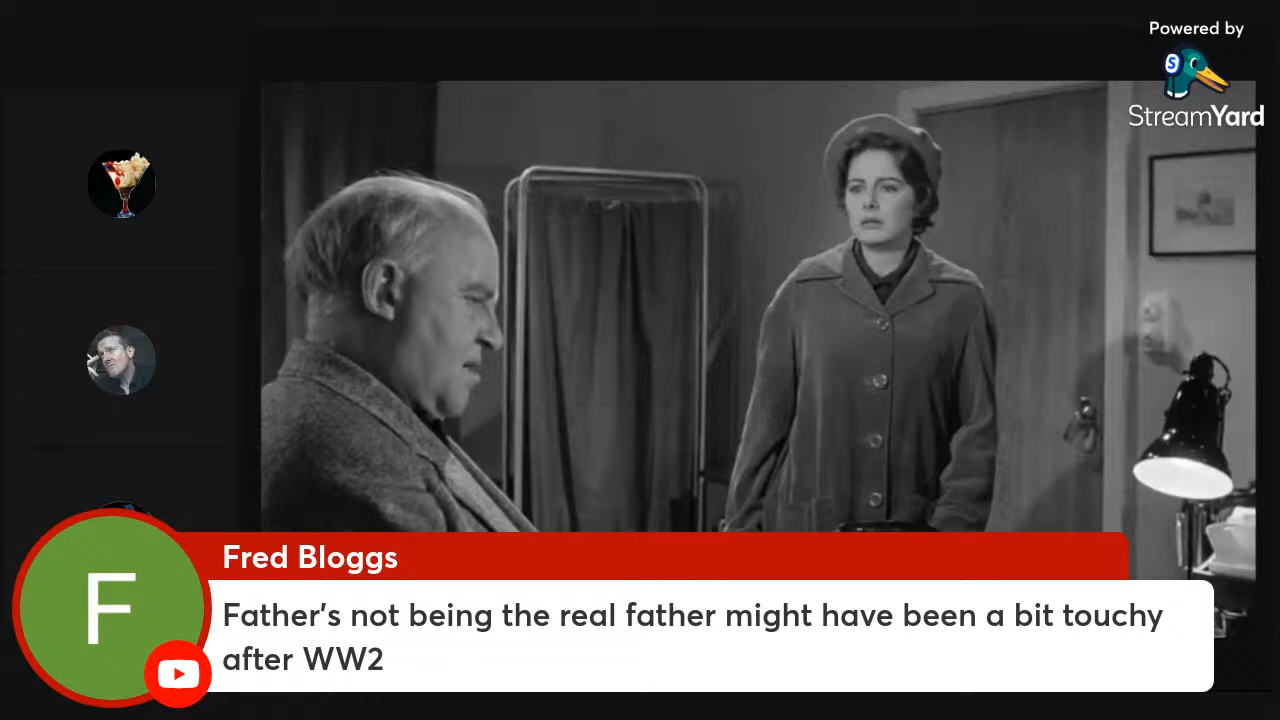 Powered by
S
StreamYard
Fred Bloggs
F
Father's not being the real father might have been a bit touchy
after WW2